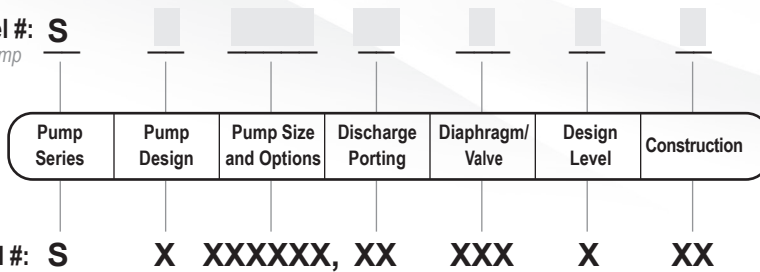 el #: S
mp
Pump Series
Pump Design
Pump Size and Options
Discharge Porting
Diaphragm/ Valve
Design Level
Construction
l #: S X XXXXXX, XX XXX X XX